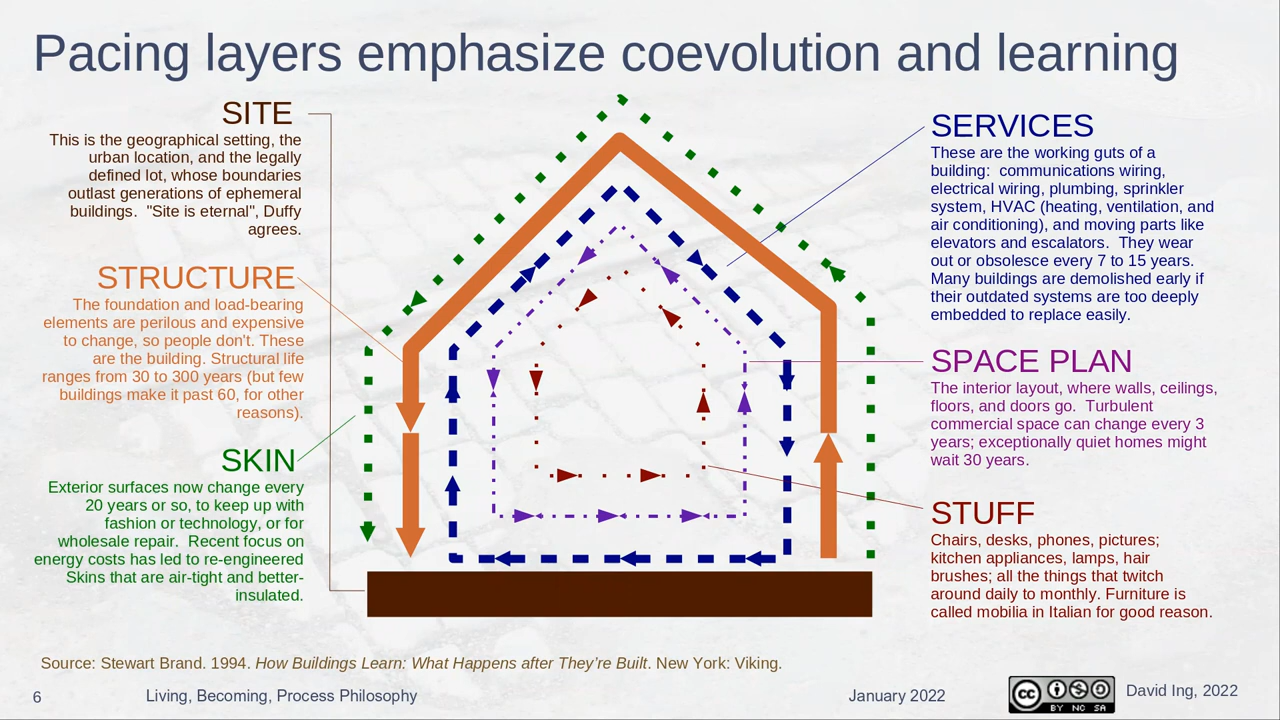 Pacing layers emphasize coevolution and learning
SITE
This is the geographical setting, the
urban location, and the legally
defined lot, whose boundaries
outlast generations of ephemeral
buildings.  "Site is eternal", Duffy
agrees.
STRUCTURE
The foundation and load-bearing
elements are perilous and expensive
to change, so people don't. These
are the building. Structural life
ranges from 30 to 300 years (but few
buildings make it past 60, for other
reasons).
SKIN
Exterior surfaces now change every
20 years or so, to keep up with
fashion or technology, or for
wholesale repair.  Recent focus on
energy costs has led to re-engineered
Skins that are air-tight and better-
insulated.
SERVICES
These are the working guts of a
building:  communications wiring,
electrical wiring, plumbing, sprinkler
system, HVAC (heating, ventilation, and
air conditioning), and moving parts like
elevators and escalators.  They wear
out or obsolesce every 7 to 15 years.
Many buildings are demolished early if
their outdated systems are too deeply
embedded to replace easily.
SPACE PLAN
The interior layout, where walls, ceilings,
floors, and doors go.  Turbulent
commercial space can change every 3
years; exceptionally quiet homes might
wait 30 years.
STUFF
Chairs, desks, phones, pictures;
kitchen appliances, lamps, hair
brushes; all the things that twitch
around daily to monthly. Furniture is
called mobilia in Italian for good reason.
Source: Stewart Brand. 1994. How Buildings Learn: What Happens after They're Built. New York: Viking.
6
Living, Becoming, Process Philosophy
January 2022
cc
BY NC SA
David Ing, 2022